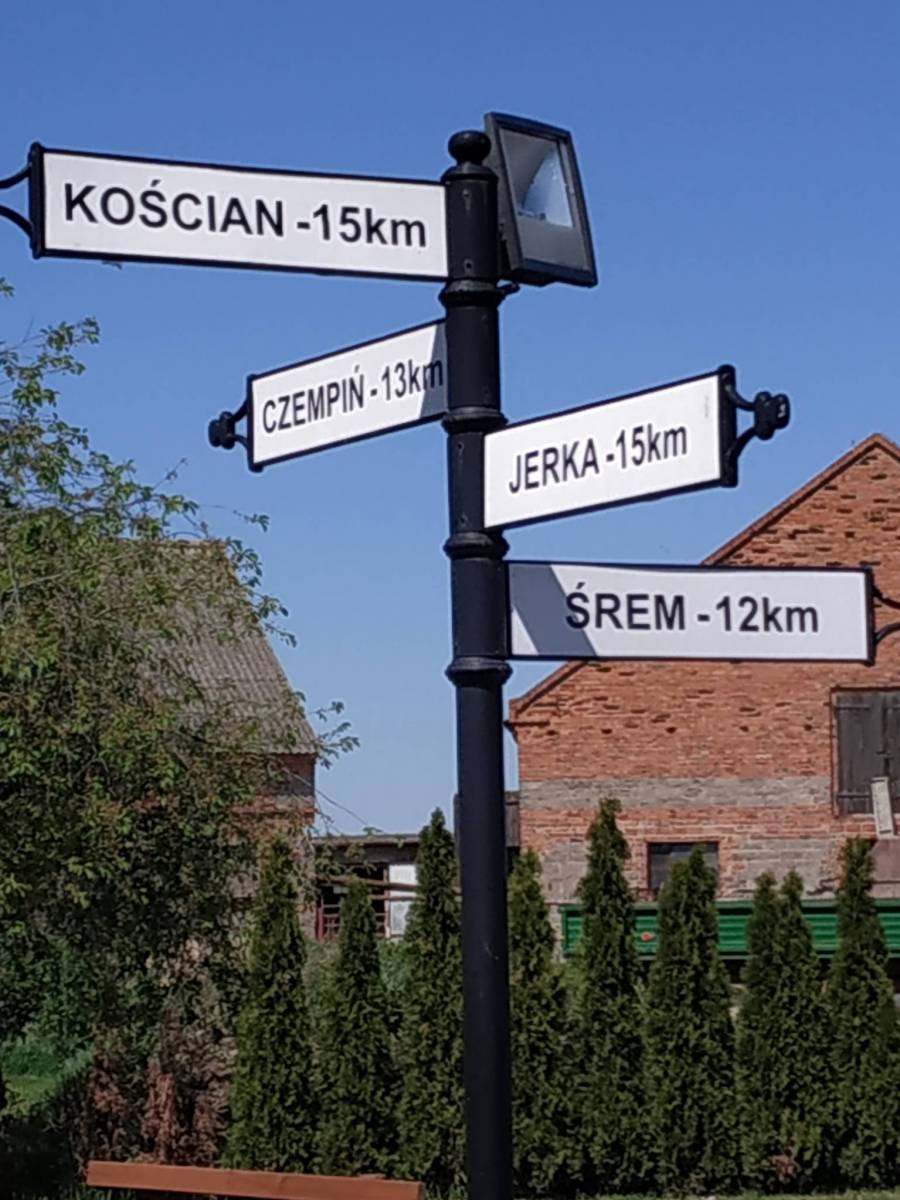 KOŚCIAN -15km
CZEMPIŃ - 13km
JERKA -15km
ŚREM - 12km